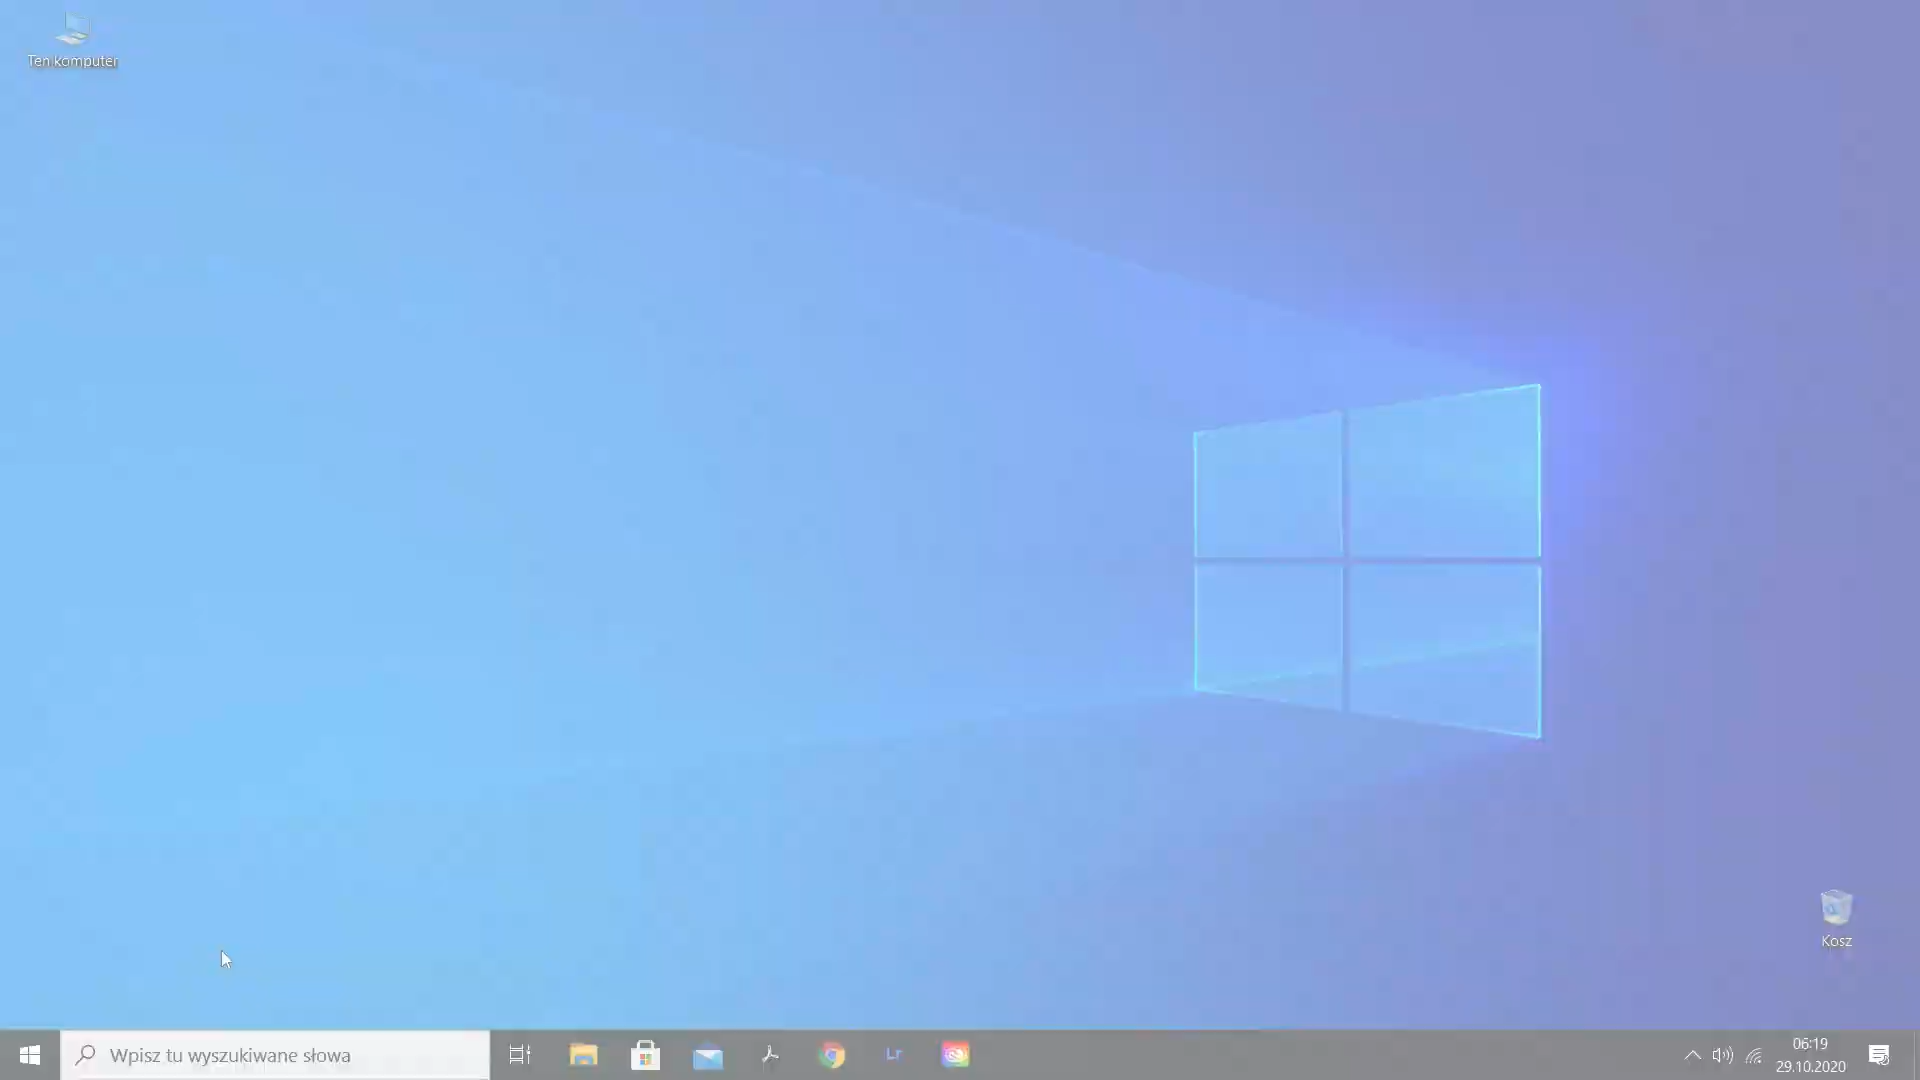 Ten komputer
Kosz
Wpisz tu wyszukiwane słowa
Lr
06:19
29.10.2020